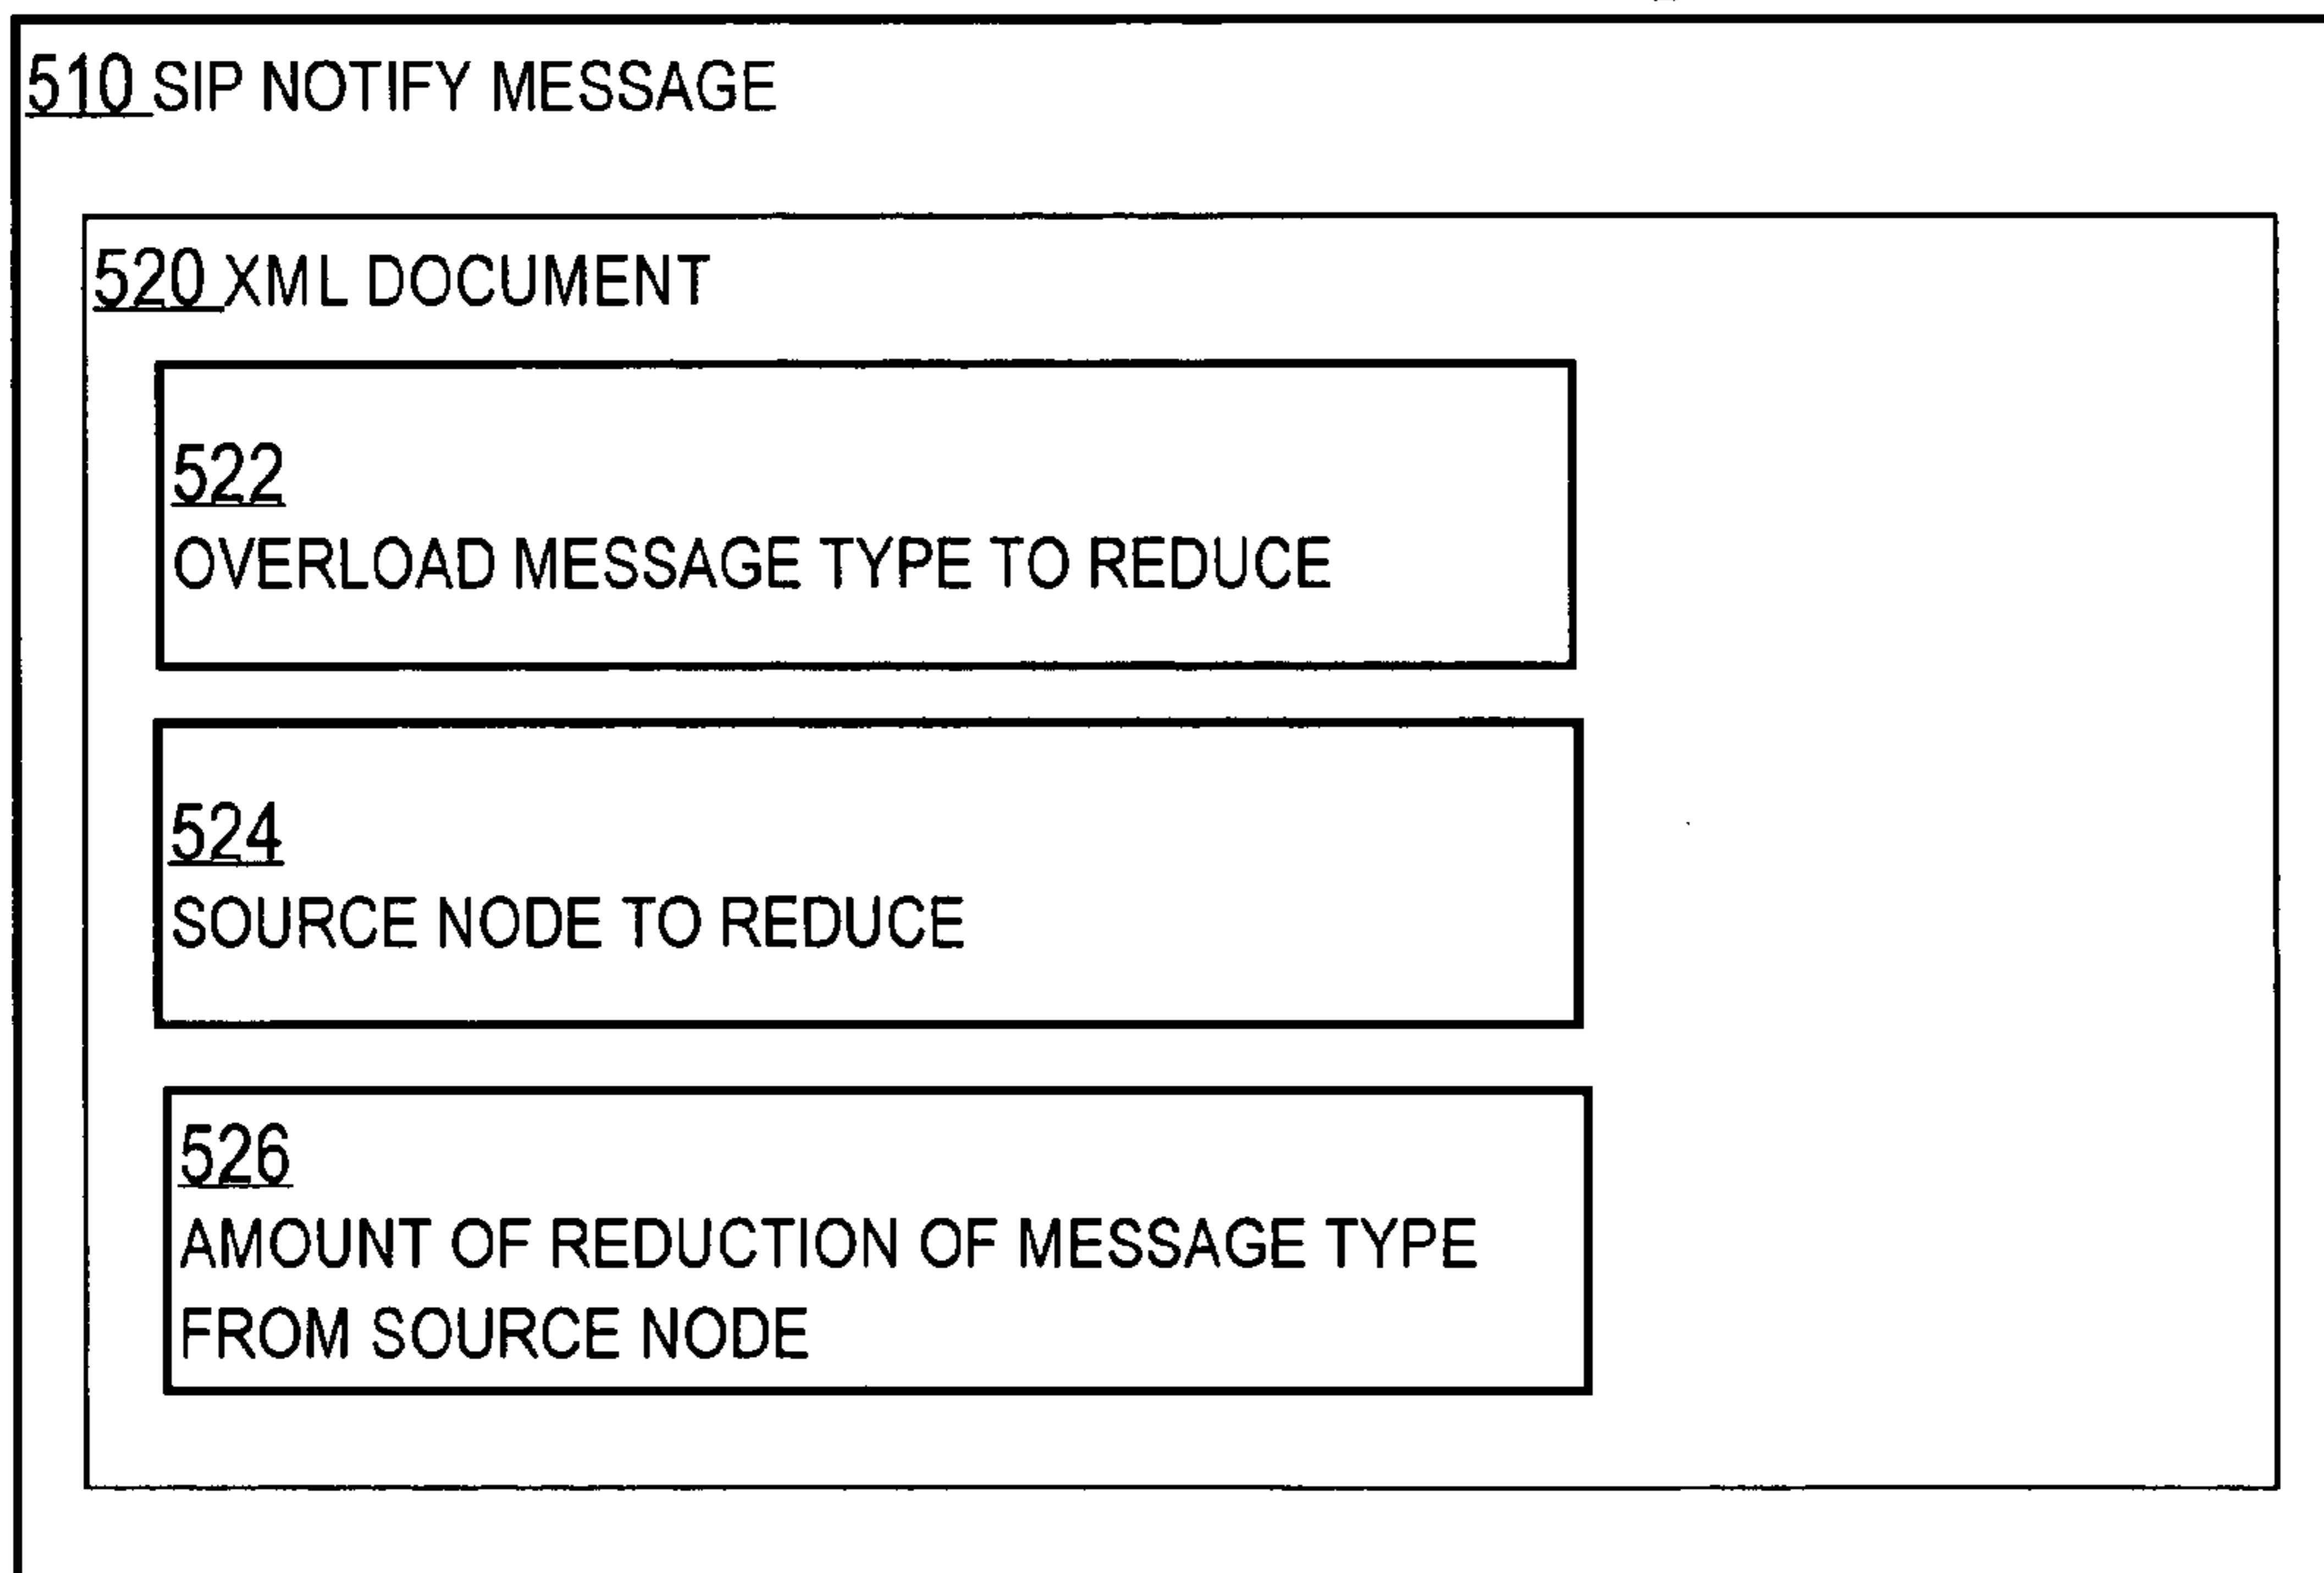 510 SIP NOTIFY MESSAGE
520 XML DOCUMENT
522
OVERLOAD MESSAGE TYPE TO REDUCE
524
SOURCE NODE TO REDUCE
526
AMOUNT OF REDUCTION OF MESSAGE TYPE
FROM SOURCE NODE